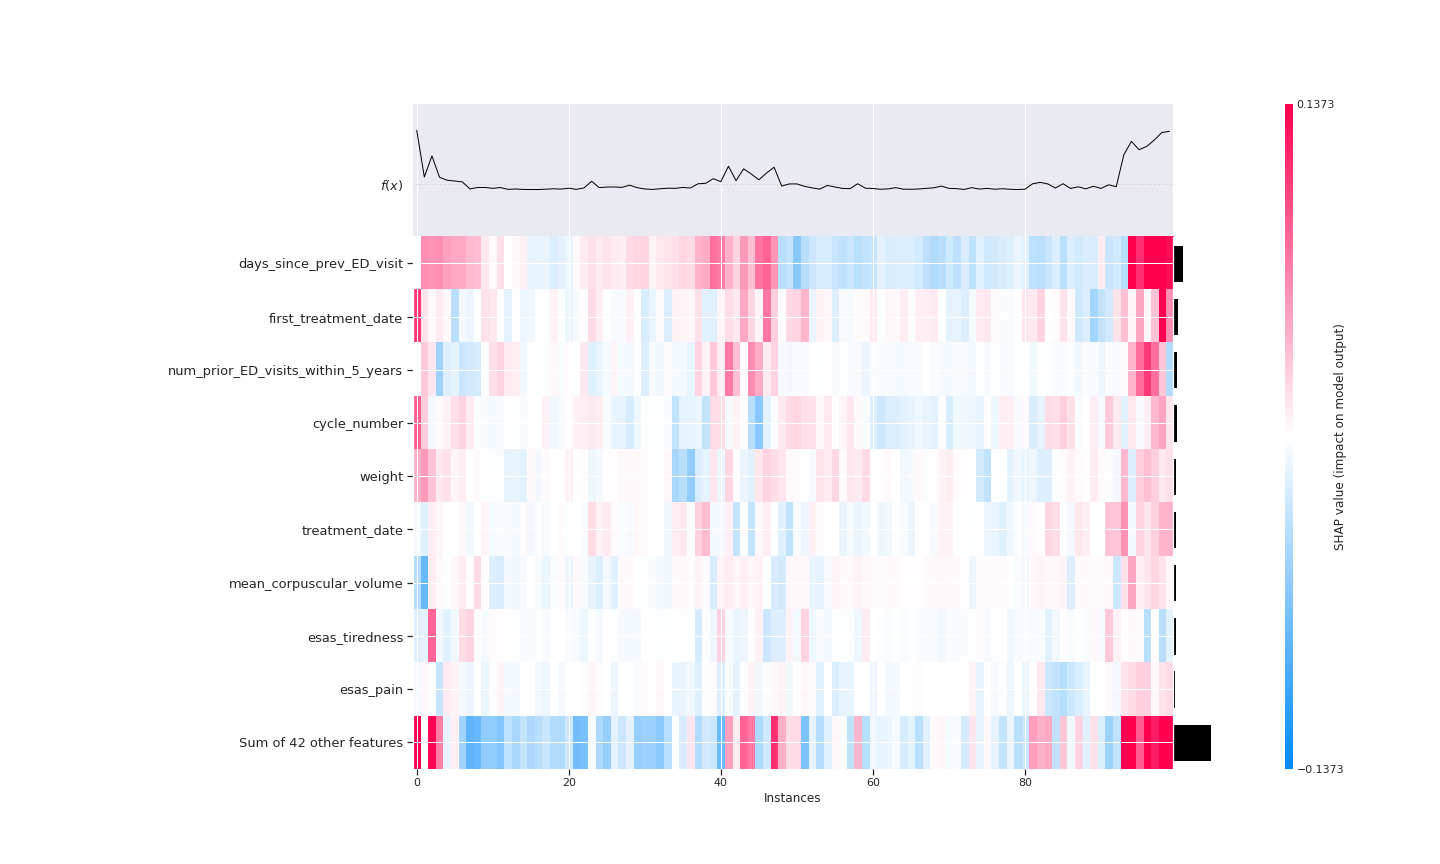 0.1373
f(x)
days_since_prev_ED_visit
first_treatment_date
num_prior_ED_visits_within_5_years
cycle_number
weight
treatment_date
mean_corpuscular_volume
esas_tiredness
esas_pain
Sum of 42 other features
0
20
40
60
80
Instances
SHAP value (impact on model output)
−0.1373